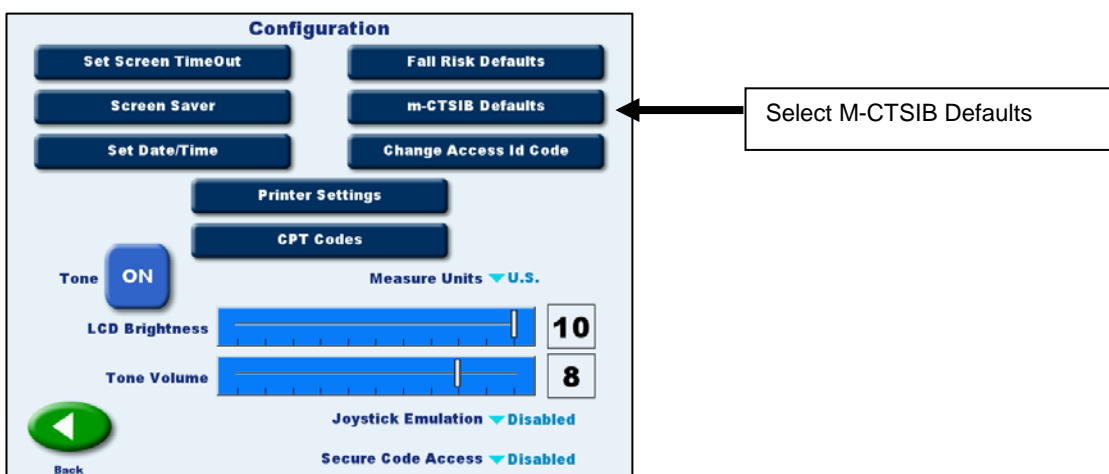 Configuration
Set Screen TimeOut
Fall Risk Defaults
Screen Saver
m-CTSIB Defaults
Select M-CTSIB Defaults
Set Date/Time
Change Access Id Code
Printer Settings
CPT Codes
Tone ON
Measure Units U.S.
LCD Brightness 10
Tone Volume 8
Joystick Emulation Disabled
Back
Secure Code Access Disabled